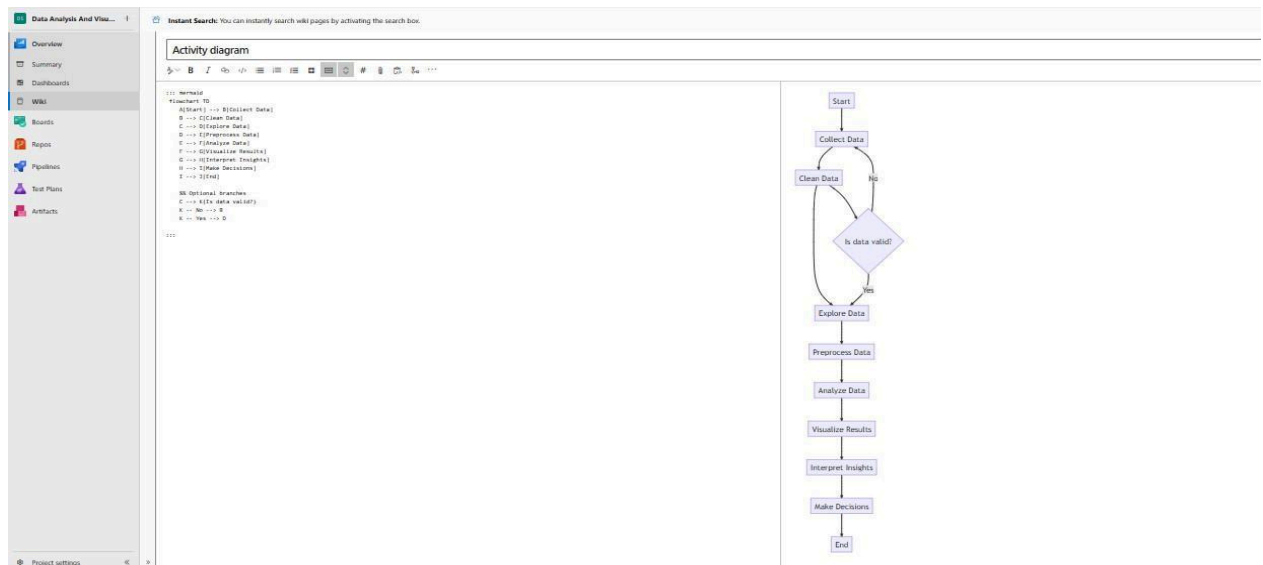 DS Data Analysis And Visu... +
Overview
Summary
Dashboards
Wiki
Boards
Repos
Pipelines
Test Plans
Artifacts
Project settings
Instant Search: You can instantly search wiki pages by activating the search box.
Activity diagram
::: mermaid
flowchart TD
A[Start] --> B[Collect Data]
B --> C[Clean Data]
C --> D[Explore Data]
D --> E[Preprocess Data]
E --> F[Analyze Data]
F --> G[Visualize Results]
G --> H[Interpret Insights]
H --> I[Make Decisions]
I --> J[End]
%% Optional branches
C --> K{Is data valid?}
K -- No --> B
K -- Yes --> D
:::
Start
Collect Data
Clean Data
No
Is data valid?
Yes
Explore Data
Preprocess Data
Analyze Data
Visualize Results
Interpret Insights
Make Decisions
End